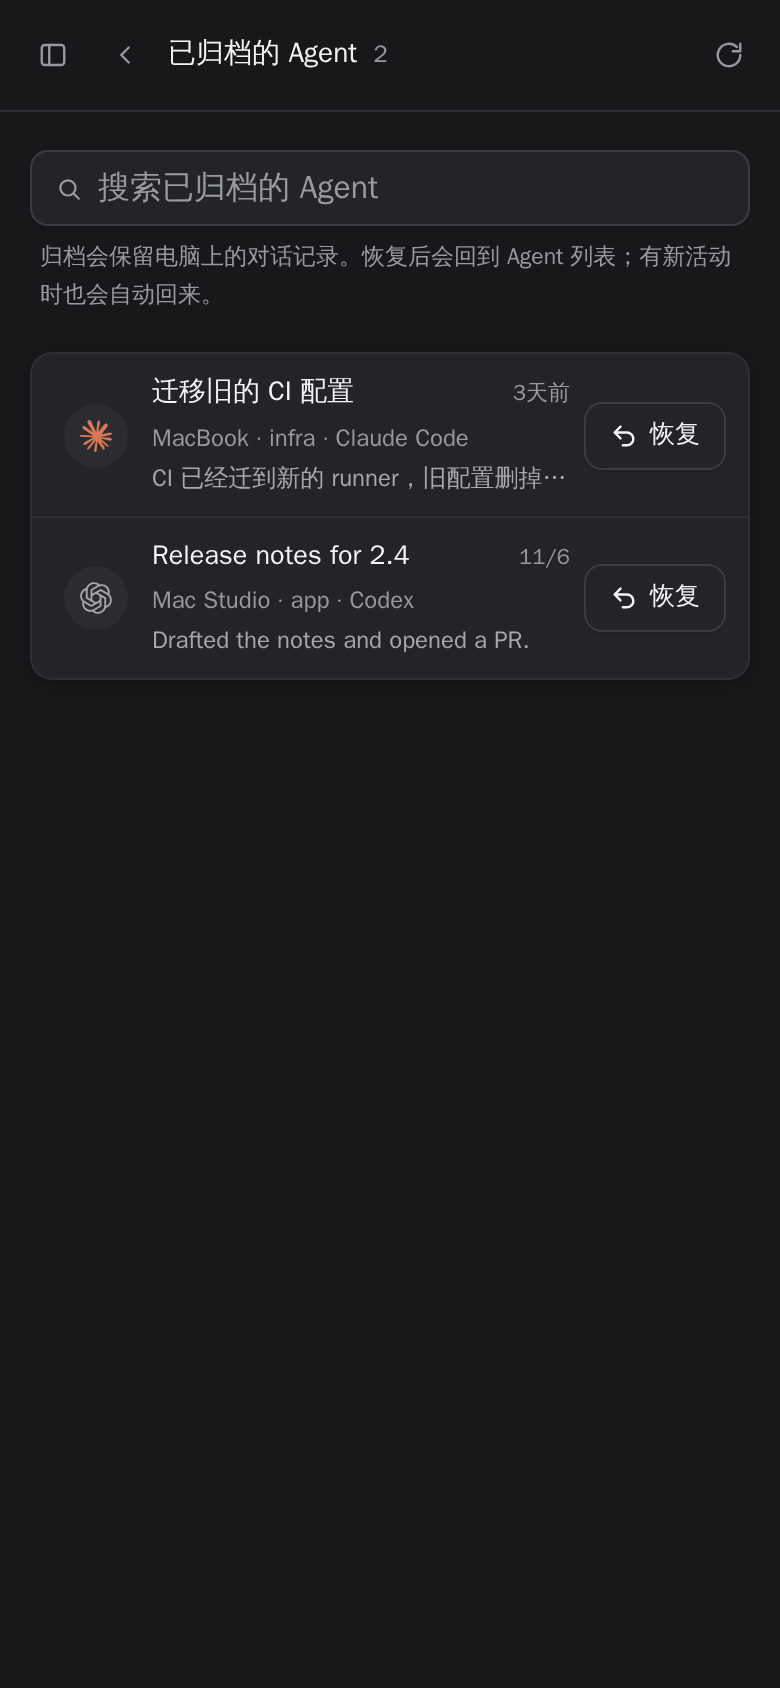 已归档的 Agent 2
搜索已归档的 Agent
归档会保留电脑上的对话记录。恢复后会回到 Agent 列表；有新活动
时也会自动回来。
迁移旧的 CI 配置 3天前
MacBook · infra · Claude Code
恢复
CI 已经迁到新的 runner，旧配置删掉…
Release notes for 2.4 11/6
Mac Studio · app · Codex
恢复
Drafted the notes and opened a PR.